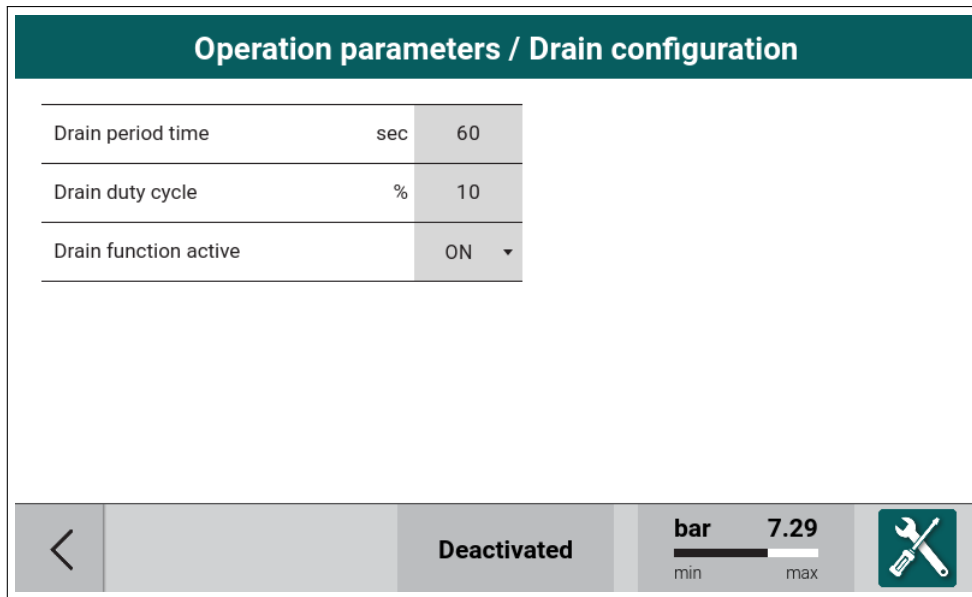 Operation parameters / Drain configuration
Drain period time sec 60
Drain duty cycle % 10
Drain function active ON
Deactivated
bar 7.29
min max